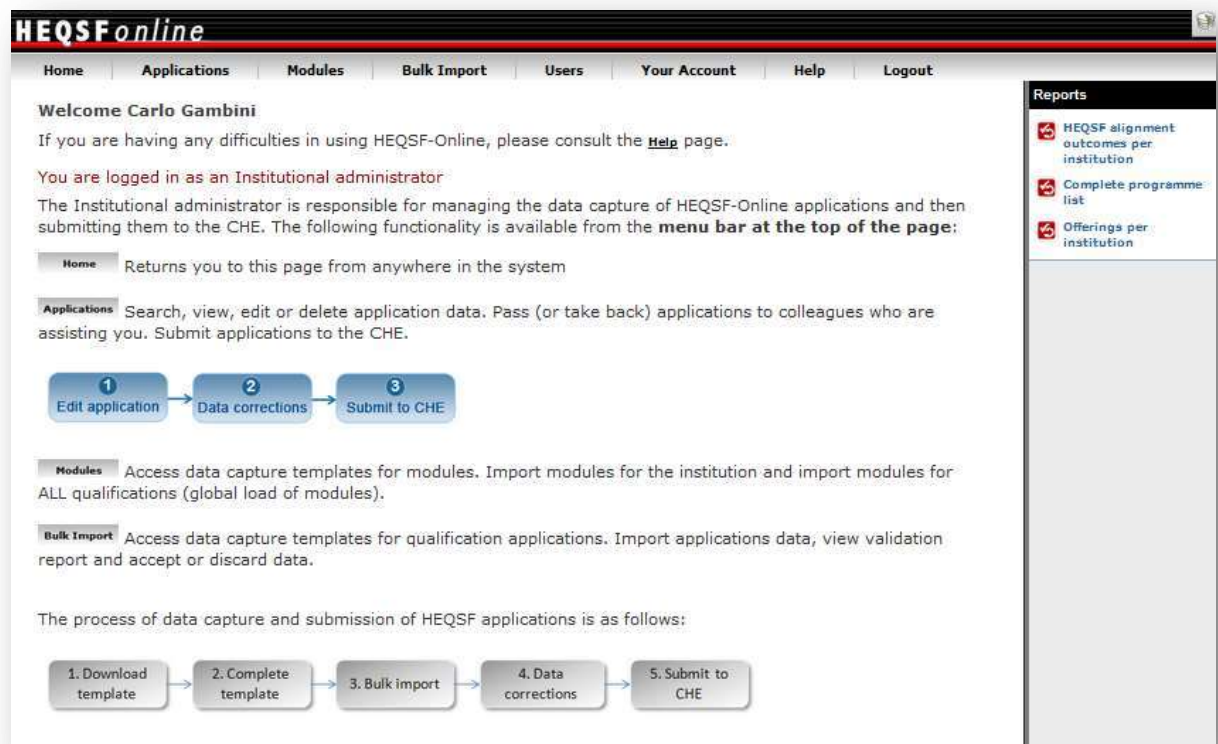 HEQSFonline
Home Applications Modules Bulk Import Users Your Account Help Logout
Welcome Carlo Gambini
If you are having any difficulties in using HEQSF-Online, please consult the Help page.
You are logged in as an Institutional administrator
The Institutional administrator is responsible for managing the data capture of HEQSF-Online applications and then
submitting them to the CHE. The following functionality is available from the menu bar at the top of the page:
Home Returns you to this page from anywhere in the system
Applications Search, view, edit or delete application data. Pass (or take back) applications to colleagues who are
assisting you. Submit applications to the CHE.
1 Edit application
2 Data corrections
3 Submit to CHE
Modules Access data capture templates for modules. Import modules for the institution and import modules for
ALL qualifications (global load of modules).
Bulk Import Access data capture templates for qualification applications. Import applications data, view validation
report and accept or discard data.
The process of data capture and submission of HEQSF applications is as follows:
1. Download
template
2. Complete
template
3. Bulk import
4. Data
corrections
5. Submit to
CHE
Reports
HEQSF alignment
outcomes per
institution
Complete programme
list
Offerings per
institution